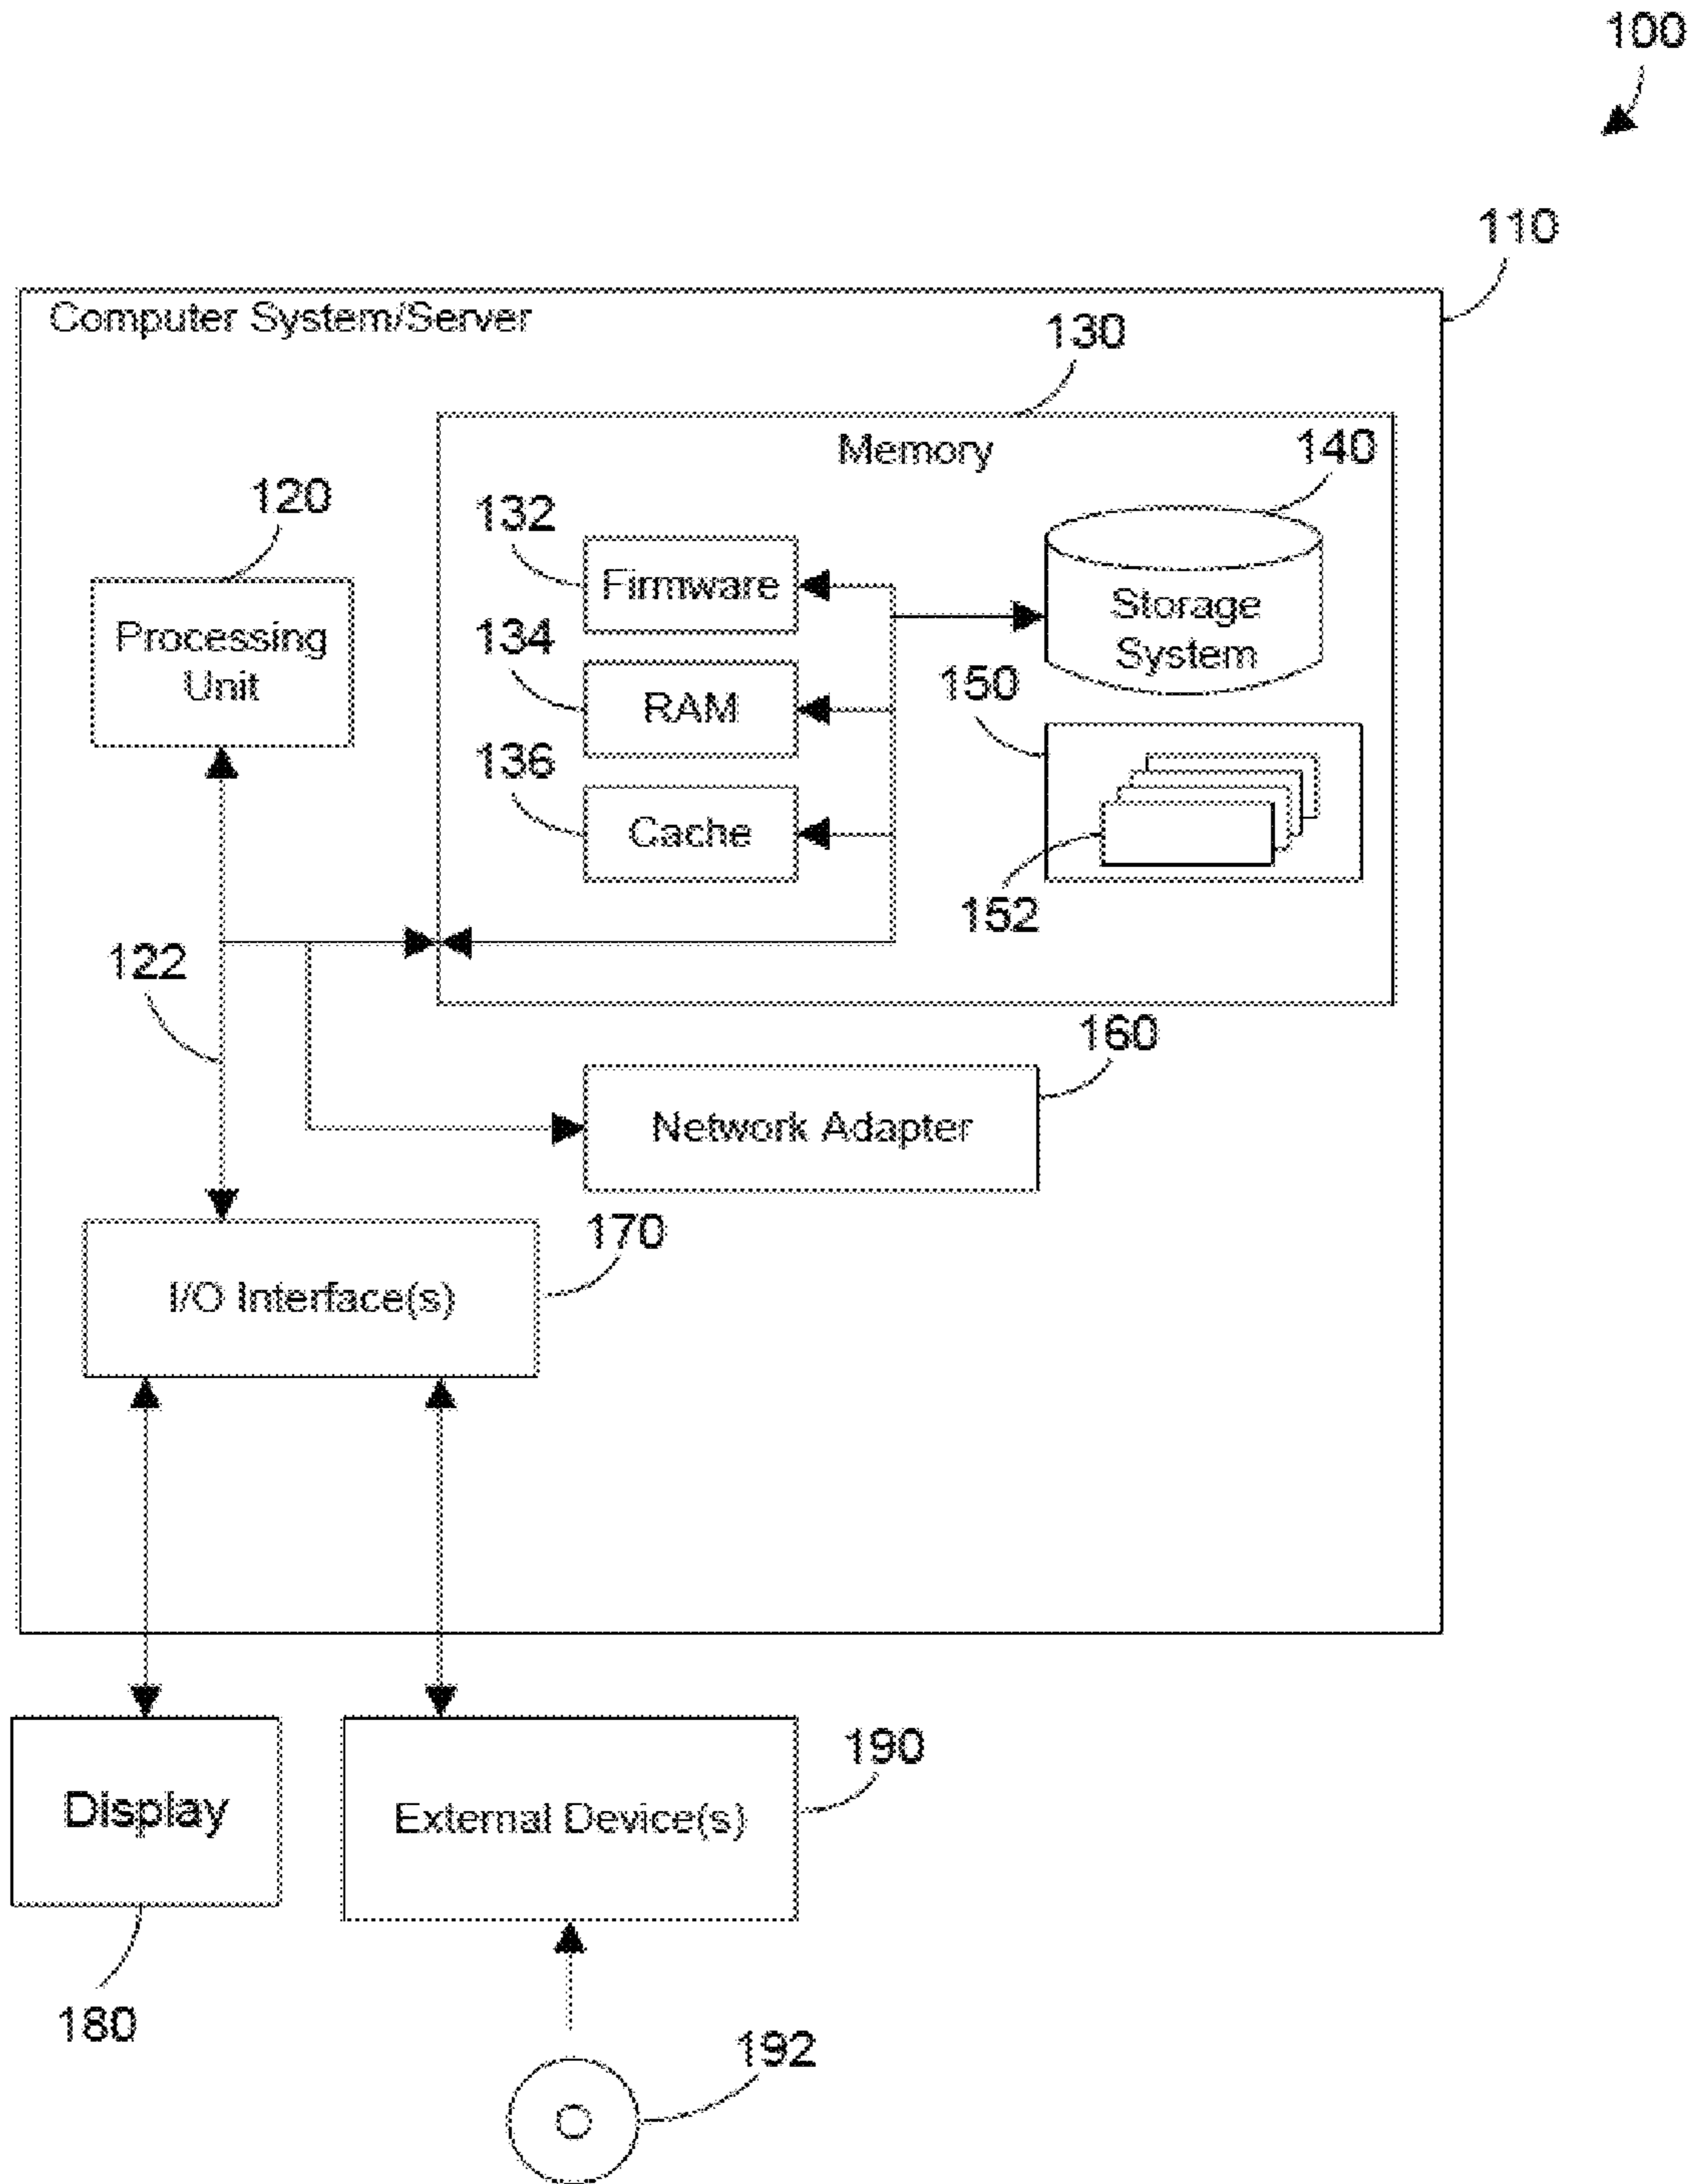 100
110
Computer System/Server
130
Memory
140
120
132
Firmware
Processing
Unit
134
Storage
System
RAM
150
136
Cache
152
122
160
Network Adapter
170
I/O Interface(s)
190
Display
External Device(s)
180
192